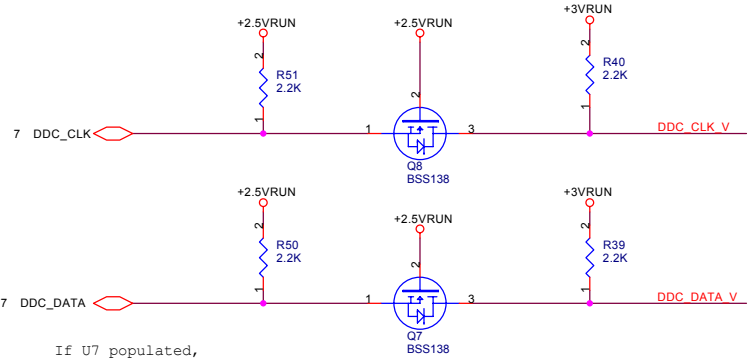 +2.5VRUN +2.5VRUN +3VRUN
2 R51 2.2K 1
2
2 R40 2.2K 1
7 DDC_CLK 1 3 DDC_CLK_V
Q8
BSS138
+2.5VRUN +2.5VRUN +3VRUN
2 R50 2.2K 1
2
2 R39 2.2K 1
7 DDC_DATA 1 3 DDC_DATA_V
Q7
BSS138
If U7 populated,